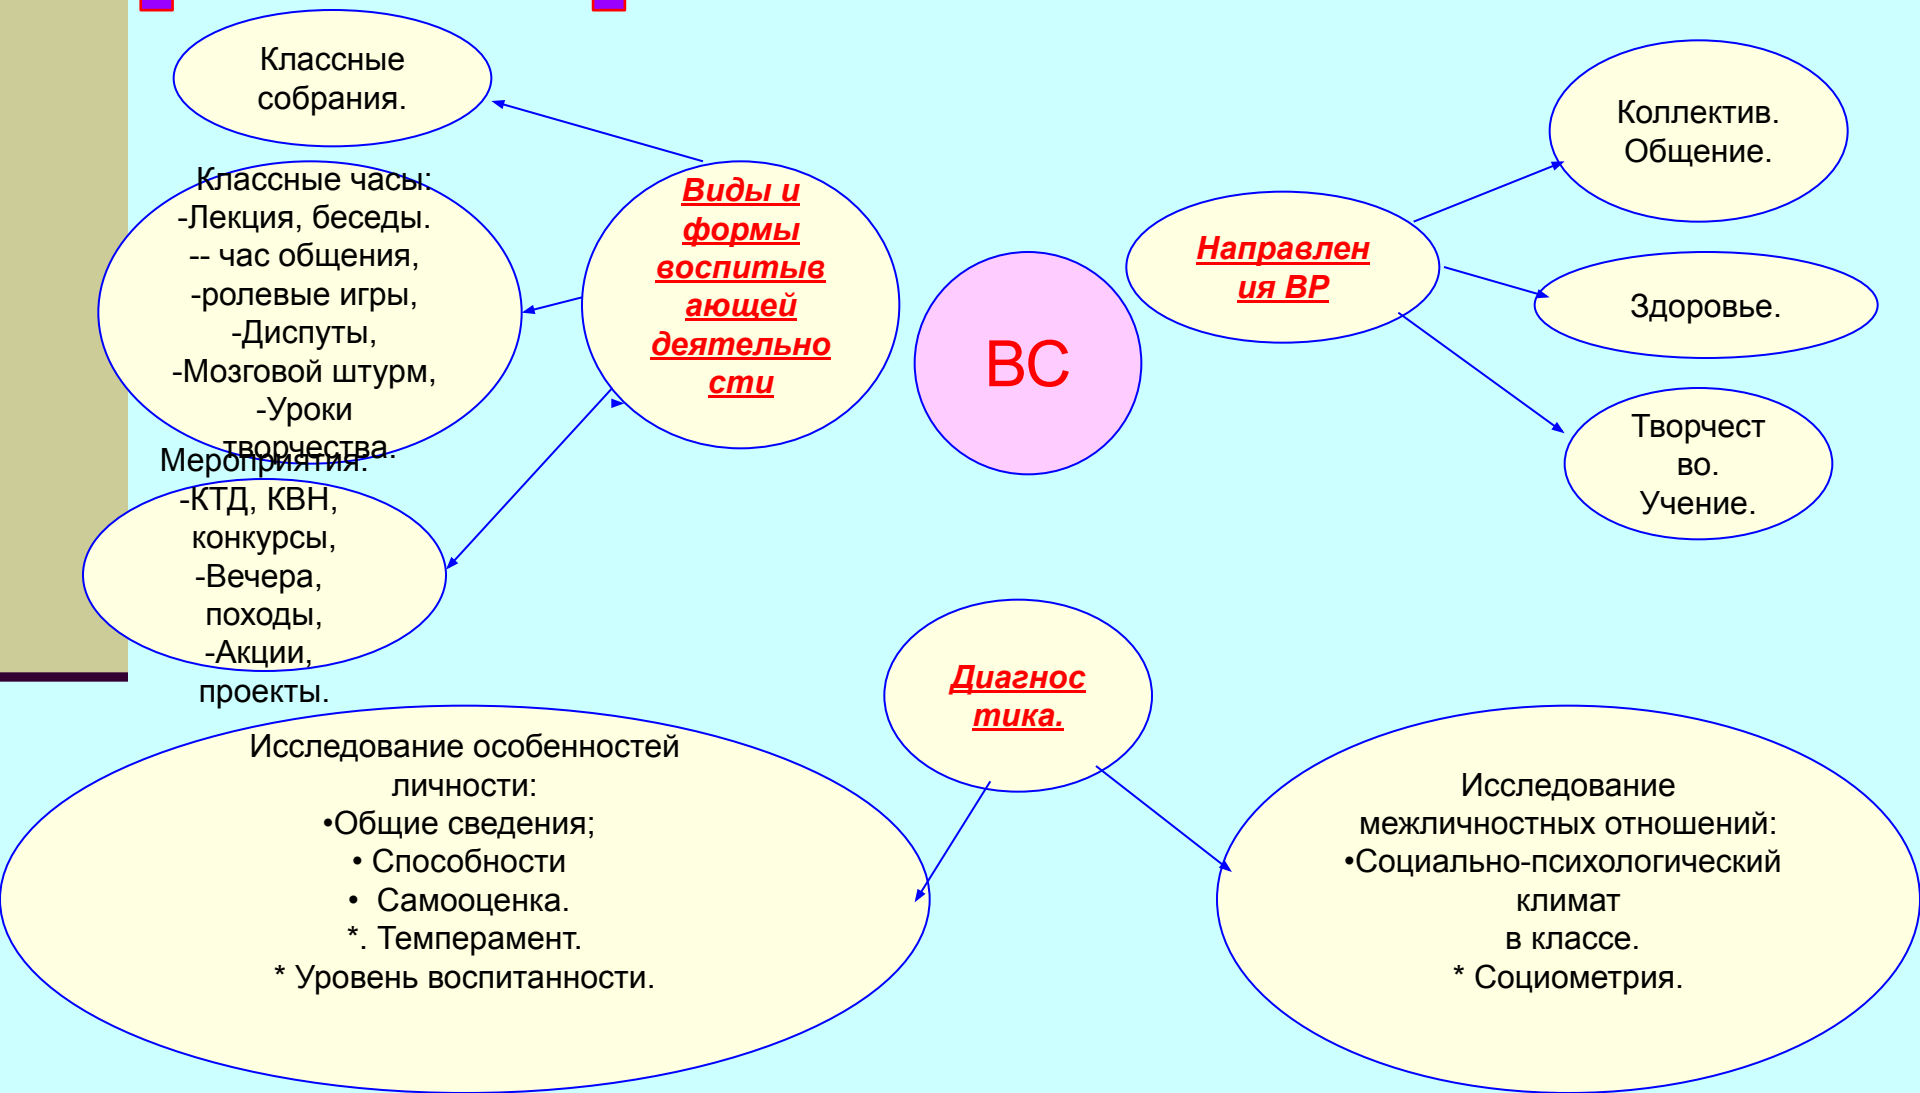 Классные
собрания.
Классные часы:
-Лекция, беседы.
-- час общения,
-ролевые игры,
-Диспуты,
-Мозговой штурм,
-Уроки
творчества.
Мероприятия.
-КТД, КВН,
конкурсы,
-Вечера,
походы,
-Акции,
проекты.
Виды и
формы
воспитыв
ающей
деятельно
сти
ВС
Направлен
ия ВР
Коллектив.
Общение.
Здоровье.
Творчест
во.
Учение.
Диагнос
тика.
Исследование особенностей
личности:
•Общие сведения;
• Способности
• Самооценка.
*. Темперамент.
* Уровень воспитанности.
Исследование
межличностных отношений:
•Социально-психологический
климат
в классе.
* Социометрия.